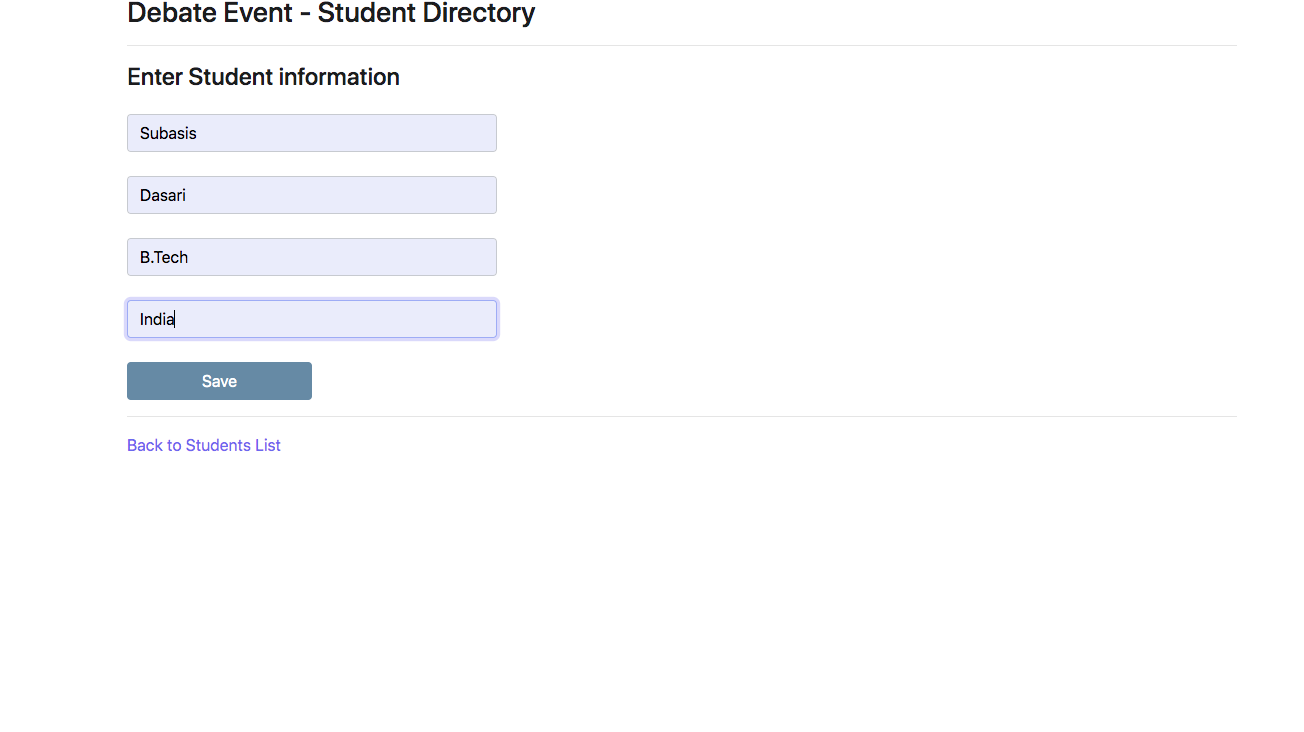 Debate Event - Student Directory
Enter Student information
Subasis
Dasari
B.Tech
India
Save
Back to Students List